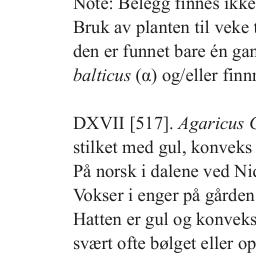 Note: Belegg finnes ikke
Bruk av planten til veke
den er funnet bare én gan
balticus (α) og/eller finn
DXVII [517]. Agaricus
stilket med gul, konveks
På norsk i dalene ved Ni
Vokser i enger på gården
Hatten er gul og konveks
svært ofte bølget eller op